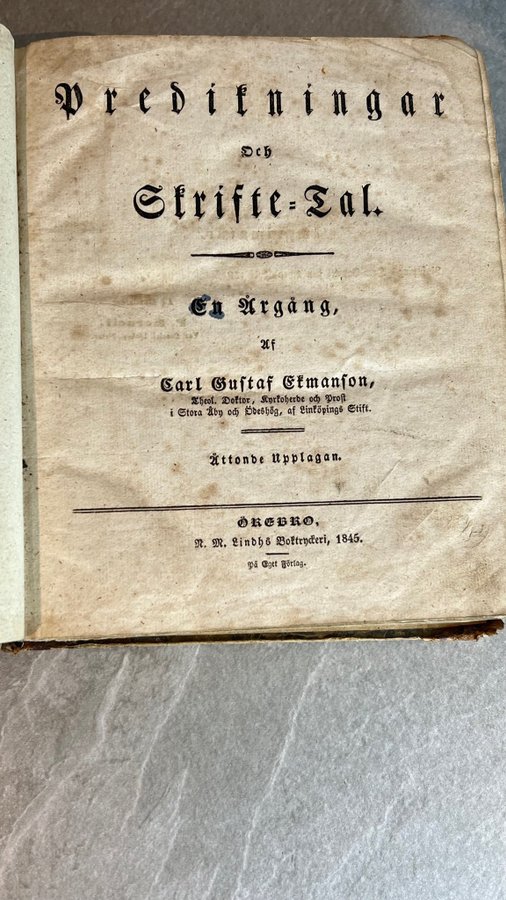 Predikningar
Och
Skrifte-Tal.
En Årgång,
Af
Carl Gustaf Ekmanson,
Theol. Doktor, Kyrkoherde och Prost
i Stora Åby och Ödeshög, af Linköpings Stift.
Åttonde Upplagan.
ÖREBRO,
N. M. Lindhs Boktryckeri, 1845.
På Eget Förlag.